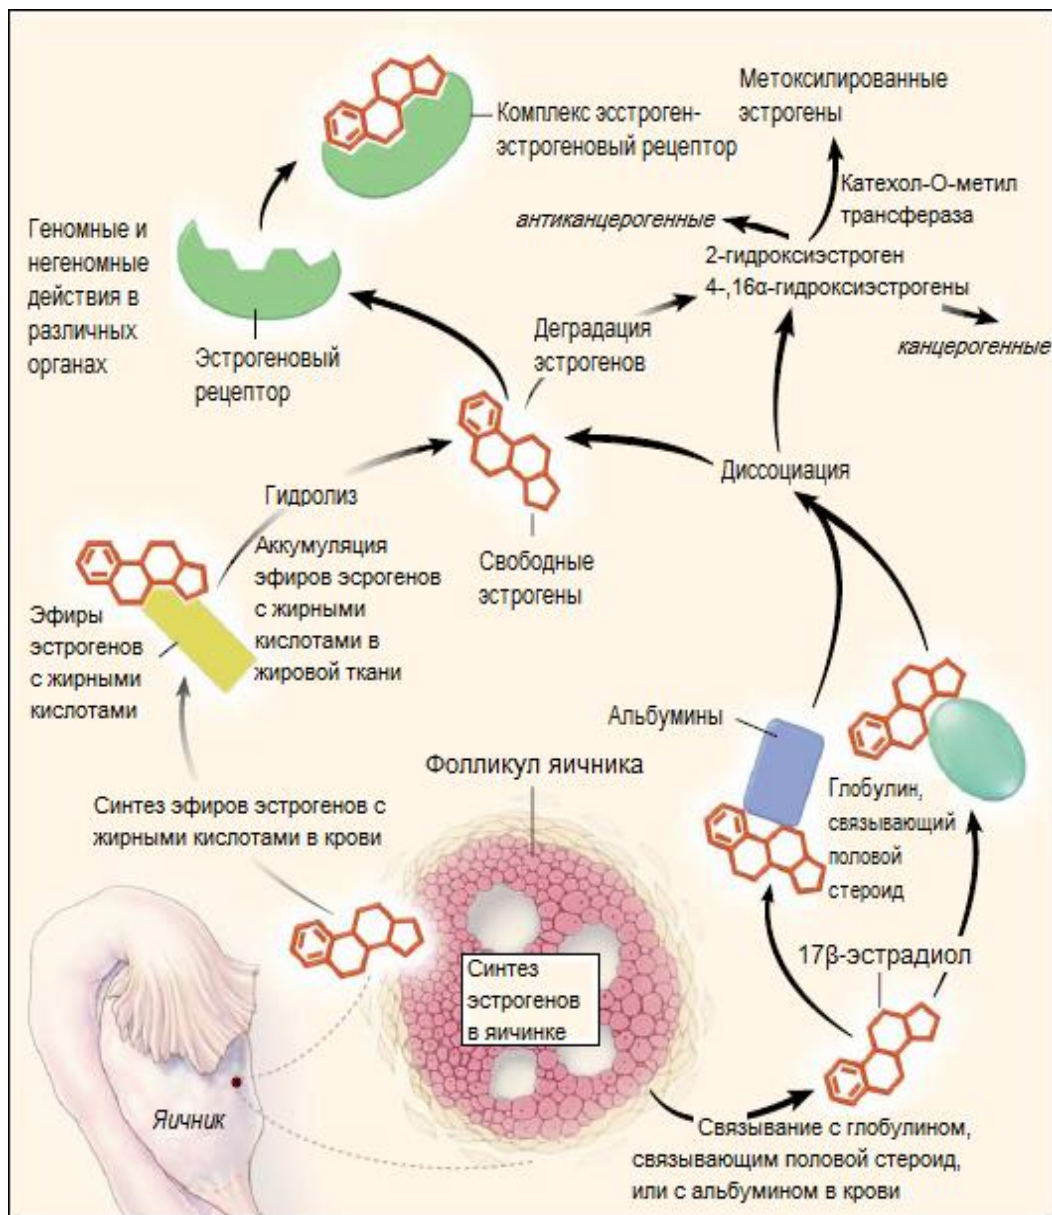 Метоксилированные
эстрогены
Комплекс эсстроген-
эстрогеновый рецептор
Катехол-О-метил
трансфераза
антиканцерогенные
Геномные и
негеномные
действия в
различных
органах
2-гидроксиэстроген
4-,16α-гидроксиэстрогены
Деградация
эстрогенов
канцерогенные
Эстрогеновый
рецептор
Диссоциация
Гидролиз
Аккумуляция
эфиров эсрогенов
с жирными
кислотами в
жировой ткани
Свободные
эстрогены
Эфиры
эстрогенов
с жирными
кислотами
Альбумины
Фолликул яичника
Глобулин,
связывающий
половой
стероид
Синтез эфиров эстрогенов с
жирными кислотами в крови
17β-эстрадиол
Синтез
эстрогенов
в яичинке
Яичник
Связывание с глобулином,
связывающим половой стероид,
или с альбумином в крови